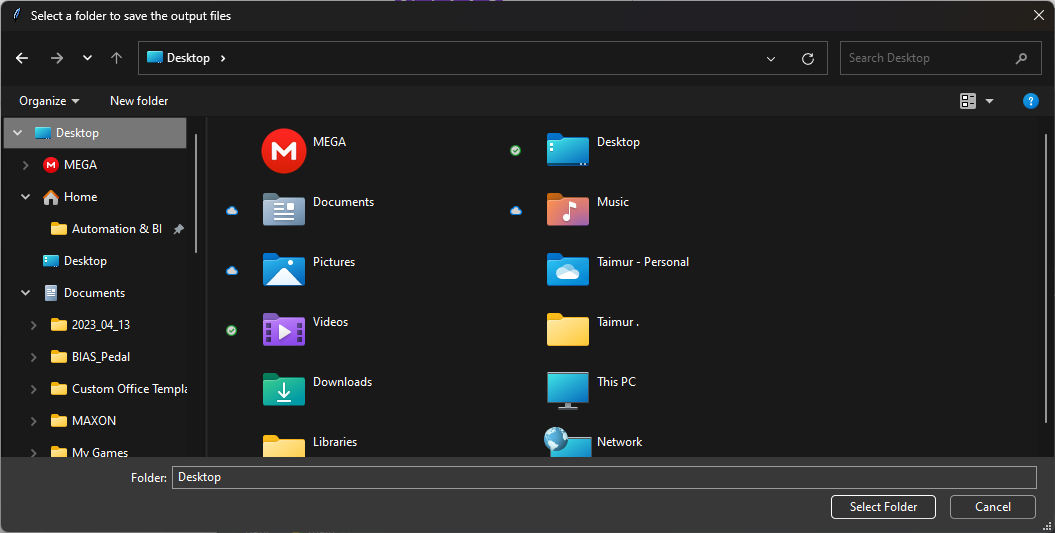 Select a folder to save the output files
Desktop
Search Desktop
Organize
New folder
Desktop
MEGA
Home
Automation & BI
Desktop
Documents
2023_04_13
BIAS_Pedal
Custom Office Templa
MAXON
My Games
MEGA
Desktop
Documents
Music
Pictures
Taimur - Personal
Videos
Taimur .
Downloads
This PC
Libraries
Network
Folder: Desktop
Select Folder
Cancel